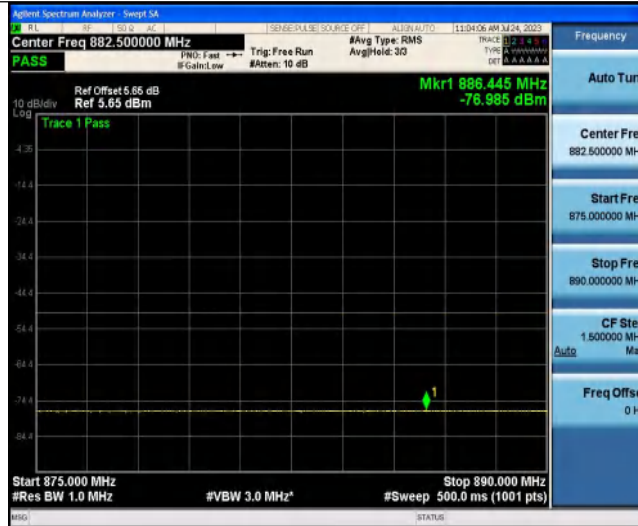 Agilent Spectrum Analyzer - Swept SA
RL RF 50 Ω AC SENSE:PULSE SOURCE OFF ALIGN AUTO 11:04:06 AM Jul 24, 2023
Center Freq 882.500000 MHz
#Avg Type: RMS
TRACE 1 2 3 4 5 6
PNO: Fast Trig: Free Run Avg|Hold: 3/3
TYPE A
PASS
IFGain:Low #Atten: 10 dB
DET A A A A A A
Mkr1 886.445 MHz
-76.985 dBm
Ref Offset 5.65 dB
10 dB/div Ref 5.65 dBm
Log
Trace 1 Pass
-4.35
-14.4
-24.4
-34.4
-44.4
-54.4
-64.4
-74.4
-84.4
1
Start 875.000 MHz Stop 890.000 MHz
#Res BW 1.0 MHz #VBW 3.0 MHz* #Sweep 500.0 ms (1001 pts)
MSG STATUS
Frequency
Auto Tun
Center Fre
882.500000 MH
Start Fre
875.000000 MH
Stop Fre
890.000000 MH
CF Ste
1.500000 MH
Auto Ma
Freq Offs
0 H